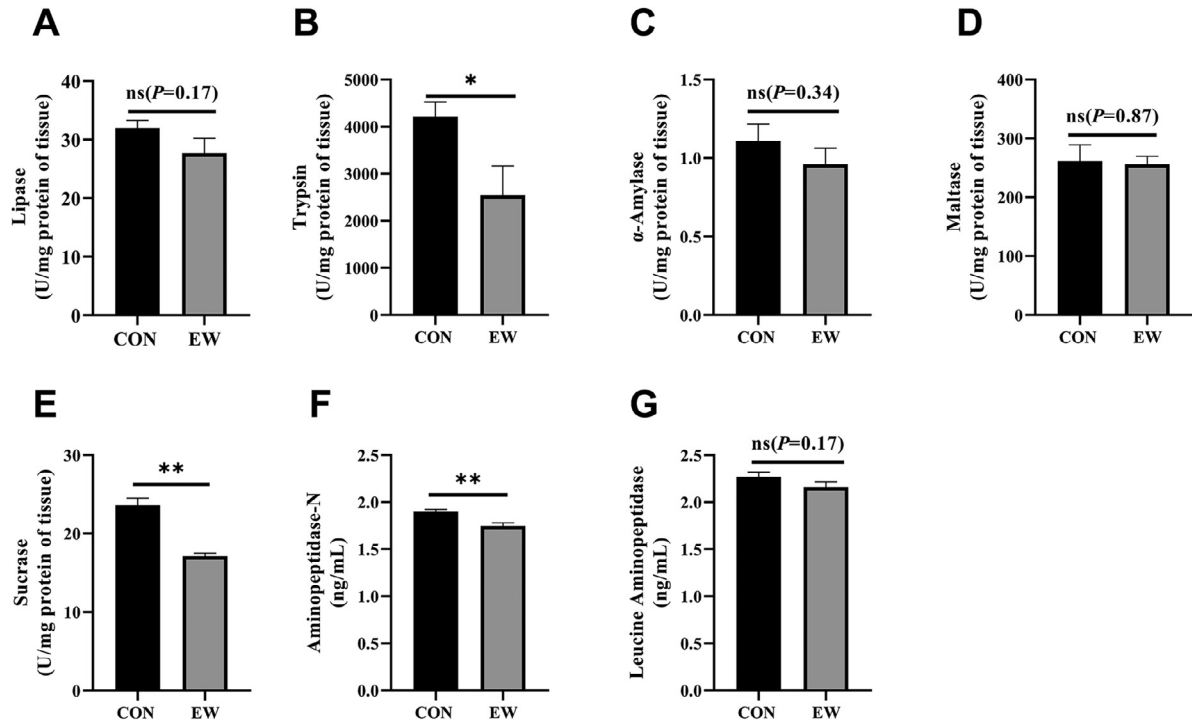 A
Lipase
(U/mg protein of tissue)
40
30
20
10
0
ns(P=0.17)
CON EW
B
Trypsin
(U/mg protein of tissue)
5000
4000
3000
2000
1000
0
*
CON EW
C
α-Amylase
(U/mg protein of tissue)
1.5
1.0
0.5
0.0
ns(P=0.34)
CON EW
D
Maltase
(U/mg protein of tissue)
400
300
200
100
0
ns(P=0.87)
CON EW
E
Sucrase
(U/mg protein of tissue)
30
20
10
0
**
CON EW
F
Aminopeptidase-N
(ng/mL)
2.5
2.0
1.5
1.0
0.5
0.0
**
CON EW
G
Leucine Aminopeptidase
(ng/mL)
2.5
2.0
1.5
1.0
0.5
0.0
ns(P=0.17)
CON EW